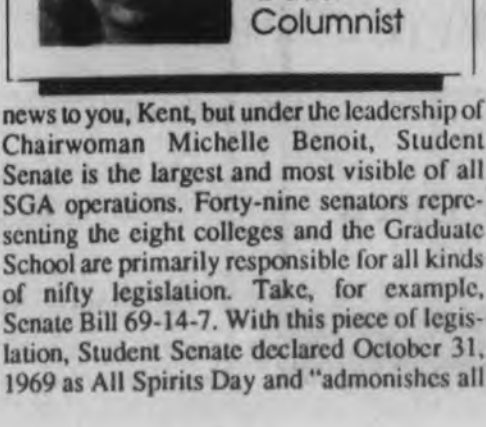 Columnist
news to you, Kent, but under the leadership of
Chairwoman Michelle Benoit, Student
Senate is the largest and most visible of all
SGA operations. Forty-nine senators repre-
senting the eight colleges and the Graduate
School are primarily responsible for all kinds
of nifty legislation. Take, for example,
Senate Bill 69-14-7. With this piece of legis-
lation, Student Senate declared October 31,
1969 as All Spirits Day and "admonishes all